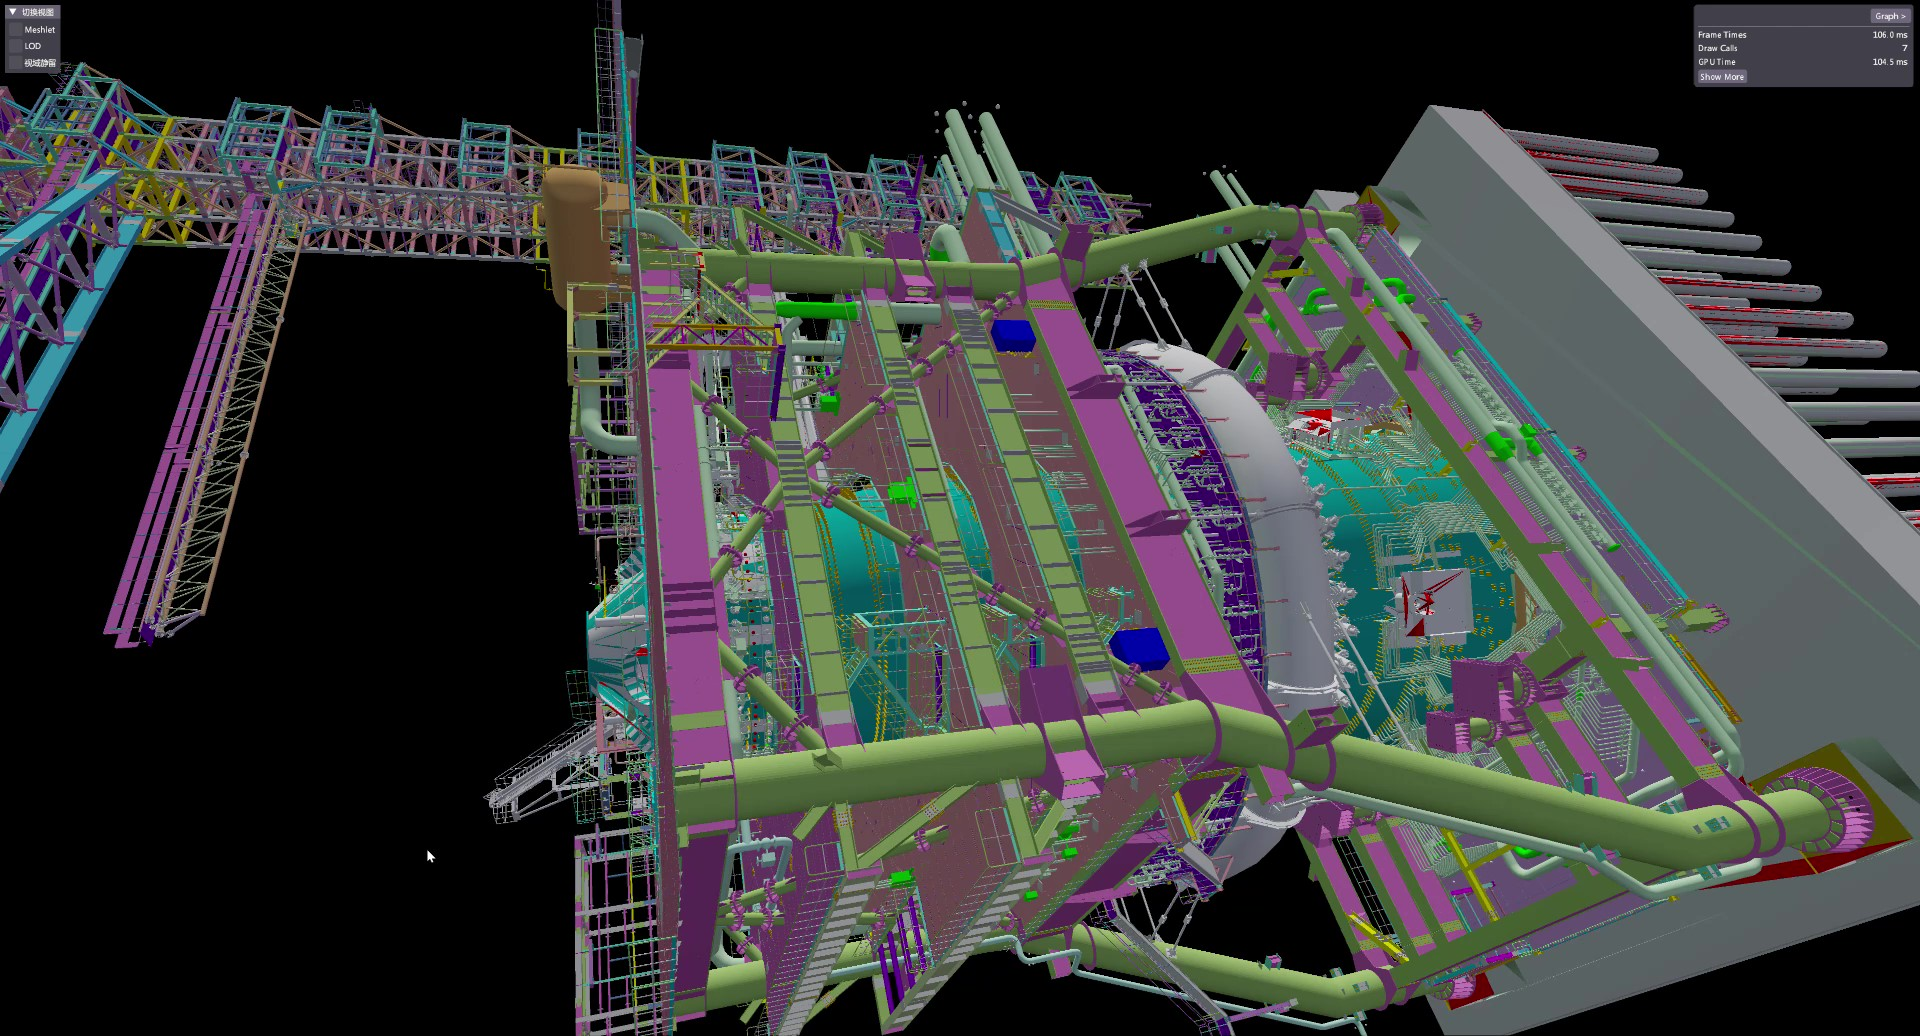 ▼ 切换视图
Meshlet
LOD
视域静留
Graph >
Frame Times 106.0 ms
Draw Calls 7
GPU Time 104.5 ms
Show More